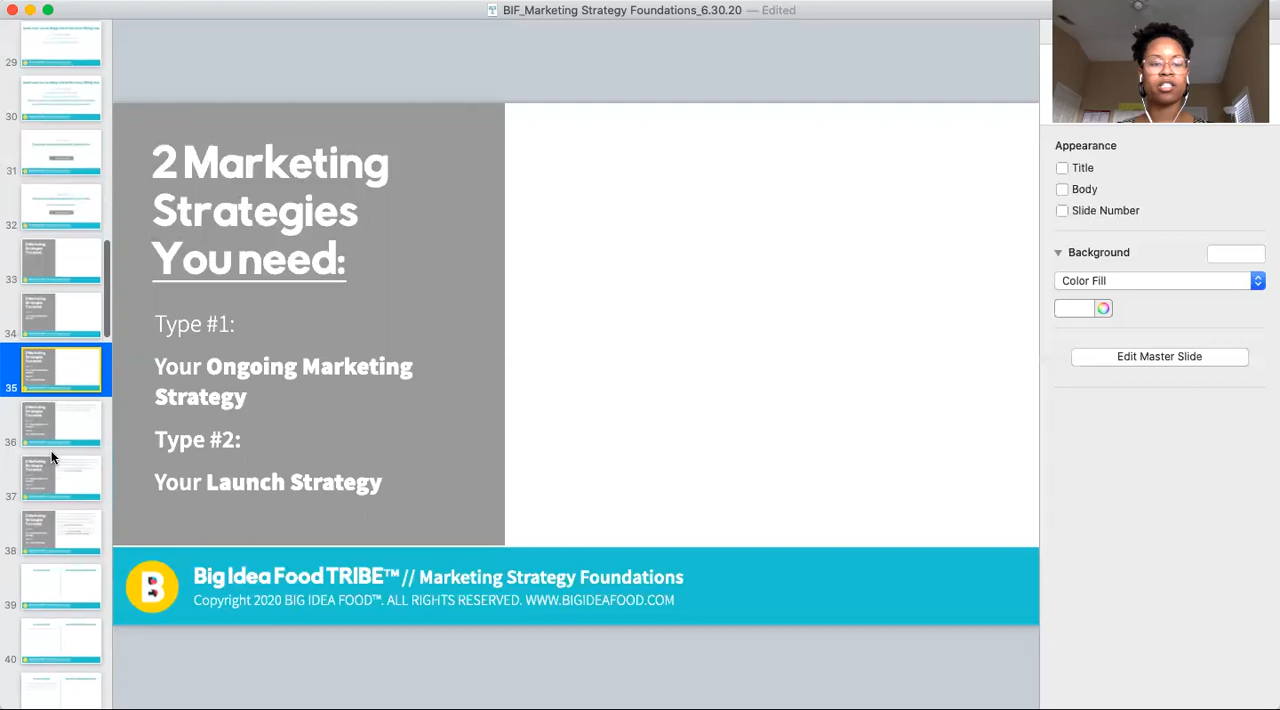 BIF_Marketing Strategy Foundations_6.30.20 — Edited
29
30
31
32
33
34
35
36
37
38
39
40
2 Marketing
Strategies
You need:
Type #1:
Your Ongoing Marketing
Strategy
Type #2:
Your Launch Strategy
B
Big Idea Food TRIBE™ // Marketing Strategy Foundations
Copyright 2020 BIG IDEA FOOD™. ALL RIGHTS RESERVED. WWW.BIGIDEAFOOD.COM
Appearance
Title
Body
Slide Number
Background
Color Fill
Edit Master Slide